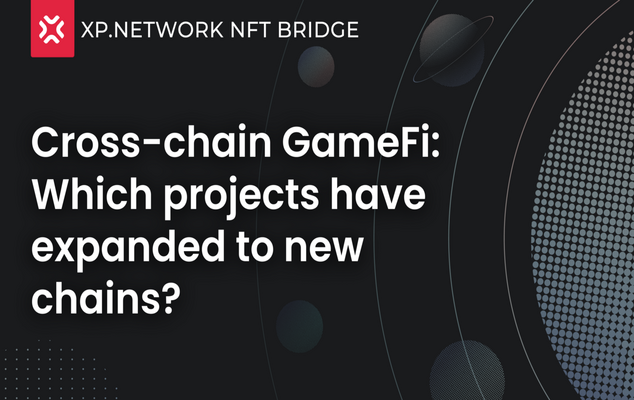 XP.NETWORK NFT BRIDGE
Cross-chain GameFi:
Which projects have
expanded to new
chains?